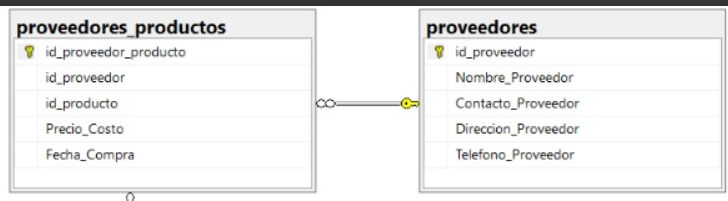 proveedores_productos
id_proveedor_producto
id_proveedor
id_producto
Precio_Costo
Fecha_Compra
proveedores
id_proveedor
Nombre_Proveedor
Contacto_Proveedor
Direccion_Proveedor
Telefono_Proveedor